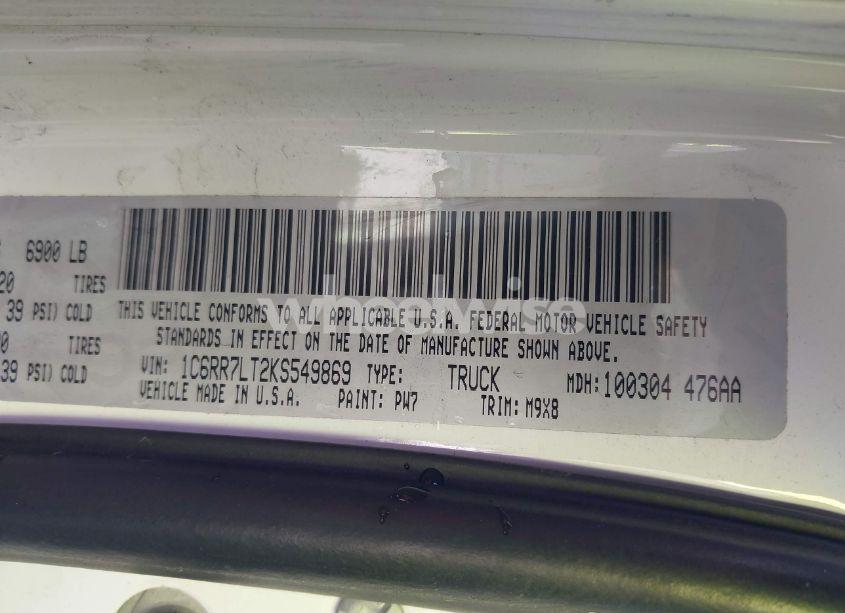 6900 LB
20 TIRES
39 PSI) COLD
TIRES
39 PSI) COLD
THIS VEHICLE CONFORMS TO ALL APPLICABLE U.S.A. FEDERAL MOTOR VEHICLE SAFETY
STANDARDS IN EFFECT ON THE DATE OF MANUFACTURE SHOWN ABOVE.
VIN: 1C6RR7LT2KS549869 TYPE: TRUCK MDH: 100304 476AA
VEHICLE MADE IN U.S.A. PAINT: PW7 TRIM: M9X8
wheelwise